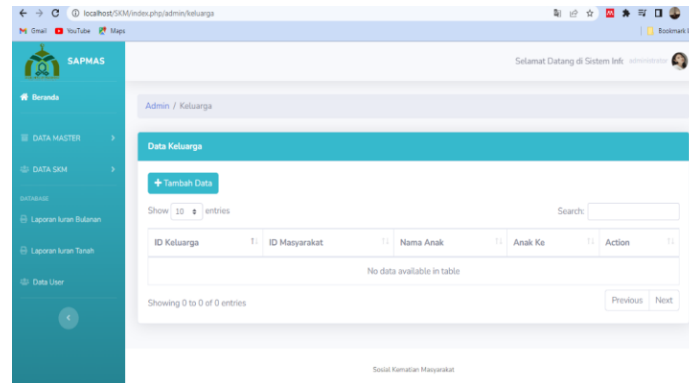 localhost/SKM/index.php/admin/keluarga
Gmail YouTube Maps Bookmark l
SAPMAS
Selamat Datang di Sistem Info administrator
Beranda
Admin / Keluarga
DATA MASTER
Data Keluarga
DATA SKM
+ Tambah Data
DATABASE
Laporan Iuran Bulanan
Show 10 entries Search:
ID Keluarga ID Masyarakat Nama Anak Anak Ke Action
Laporan Iuran Tanah
No data available in table
Data User
Showing 0 to 0 of 0 entries Previous Next
Sosial Kematian Masyarakat